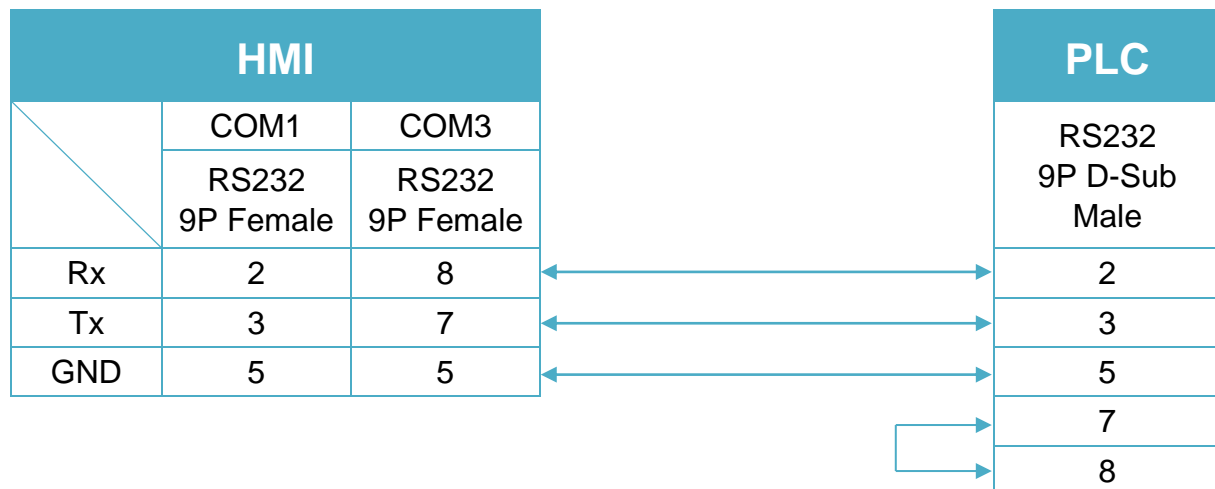 HMI
PLC
COM1 COM3
RS232
9P Female
RS232
9P Female
RS232
9P D-Sub
Male
Rx 2 8 2
Tx 3 7 3
GND 5 5 5
7
8